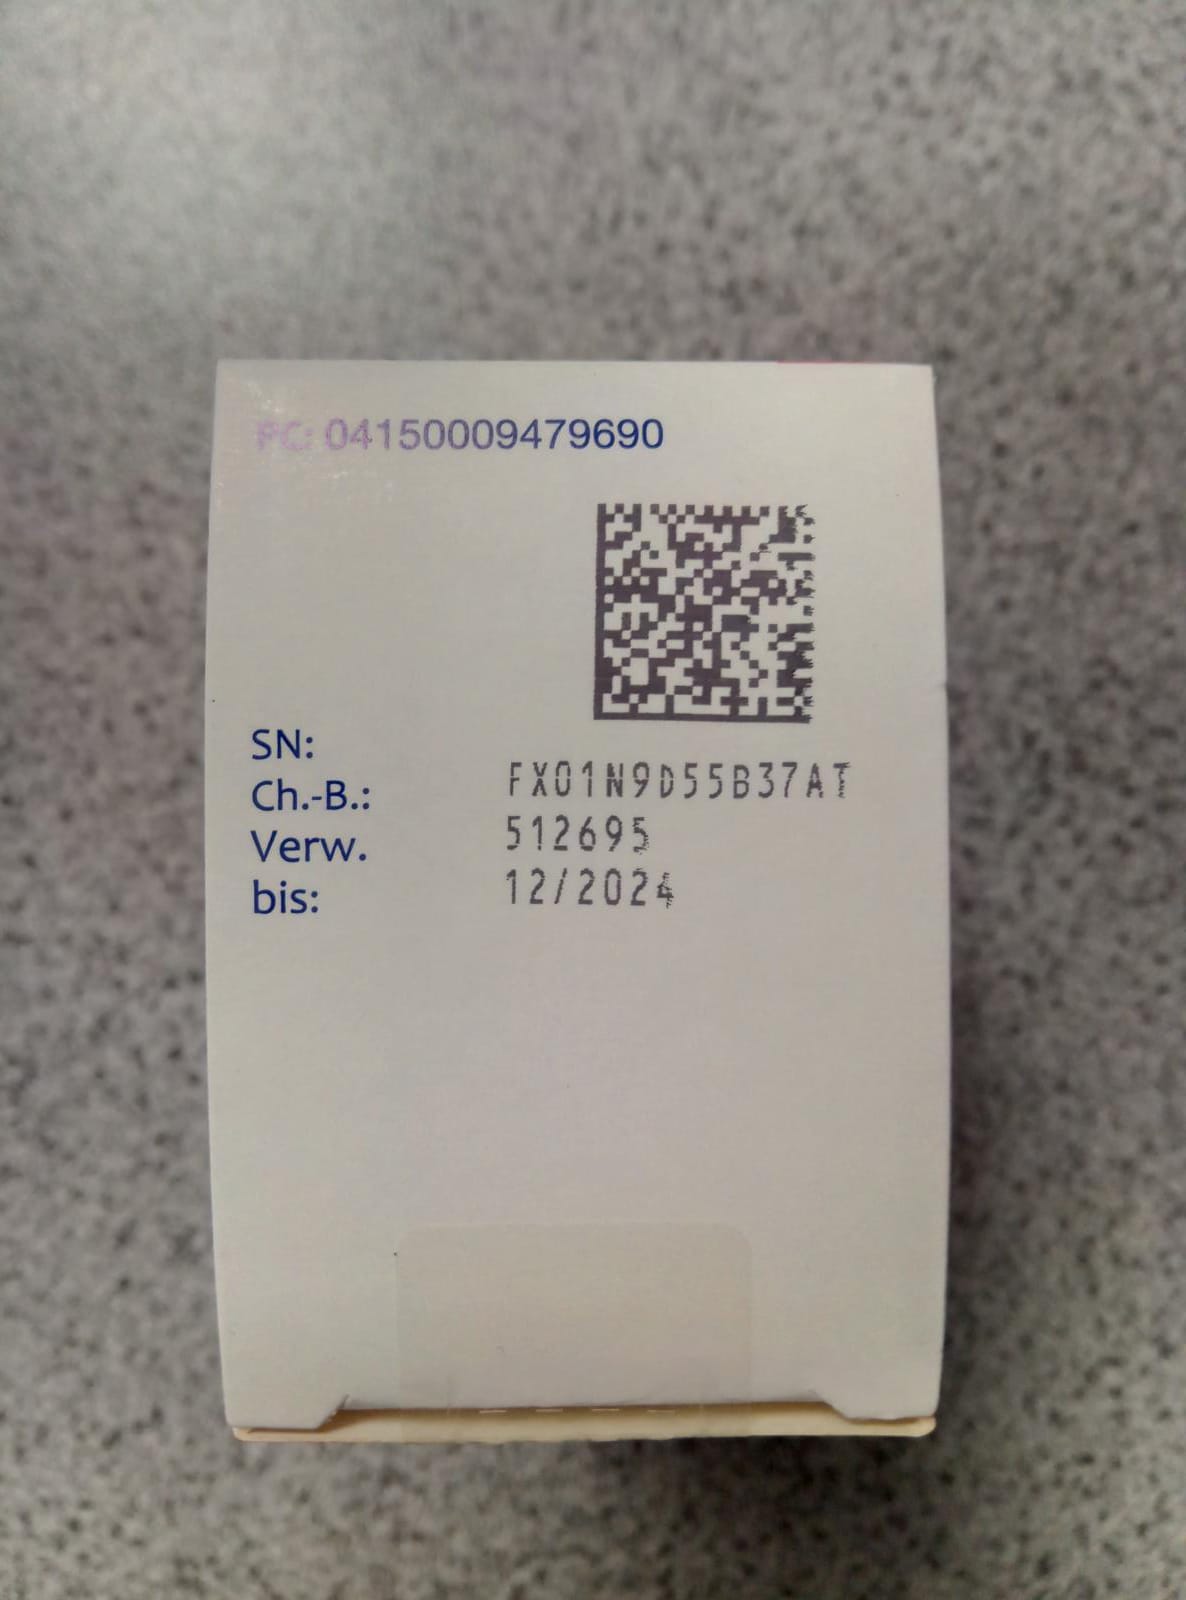 PC: 04150009479690
SN:
FX01N9D55B37AT
Ch.-B.:
512695
Verw.
12/2024
bis: